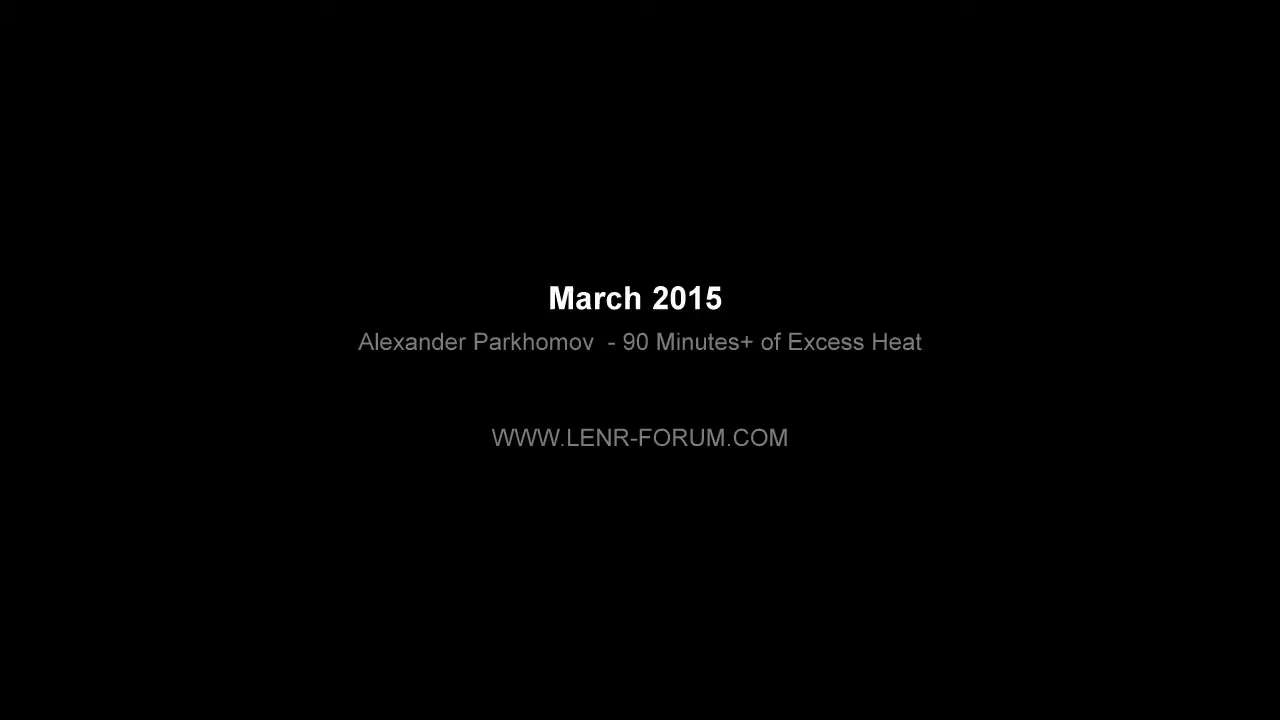 March 2015
Alexander Parkhomov  - 90 Minutes+ of Excess Heat
WWW.LENR-FORUM.COM